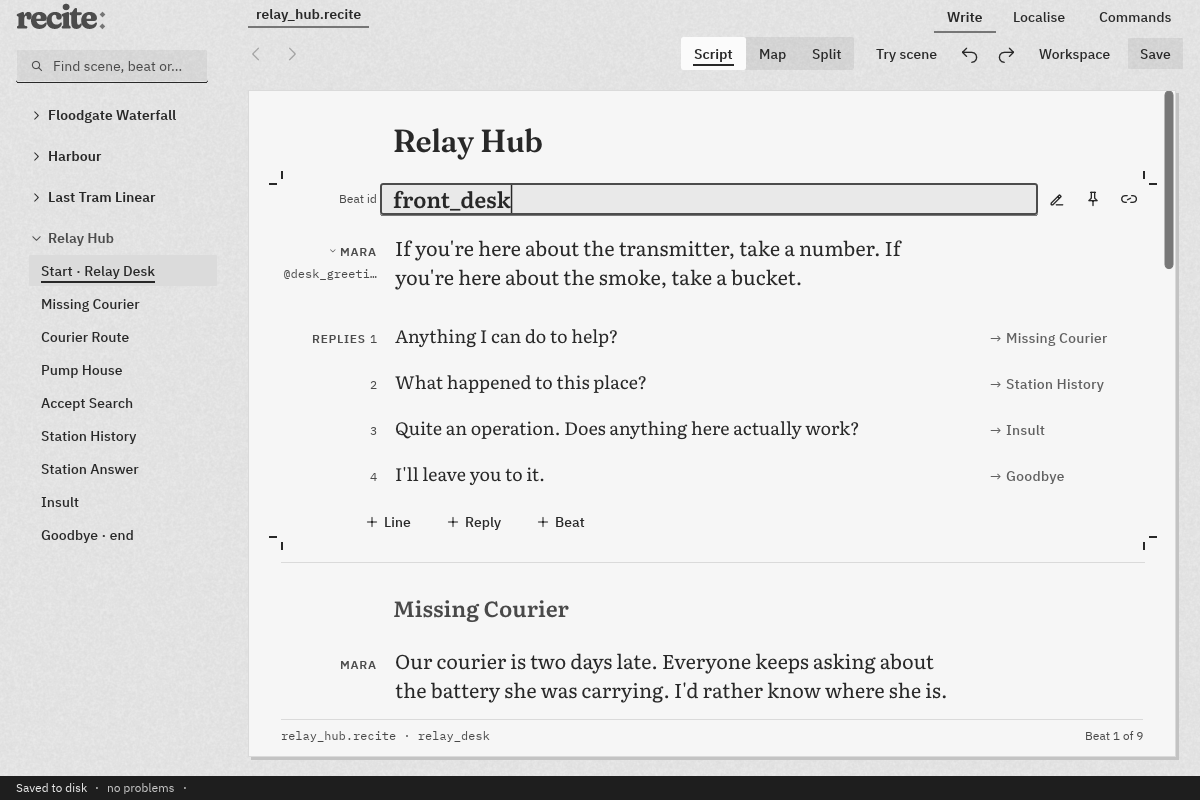 recite:
relay_hub.recite
Write
Localise
Commands
Find scene, beat or...
Script
Map
Split
Try scene
Workspace
Save
Floodgate Waterfall
Harbour
Last Tram Linear
Relay Hub
Start · Relay Desk
Missing Courier
Courier Route
Pump House
Accept Search
Station History
Station Answer
Insult
Goodbye · end
Relay Hub
Beat id
front_desk
MARA
@desk_greeti…
If you're here about the transmitter, take a number. If
you're here about the smoke, take a bucket.
REPLIES 1 Anything I can do to help? → Missing Courier
2 What happened to this place? → Station History
3 Quite an operation. Does anything here actually work? → Insult
4 I'll leave you to it. → Goodbye
+ Line + Reply + Beat
Missing Courier
MARA
Our courier is two days late. Everyone keeps asking about
the battery she was carrying. I'd rather know where she is.
relay_hub.recite · relay_desk
Beat 1 of 9
Saved to disk · no problems ·